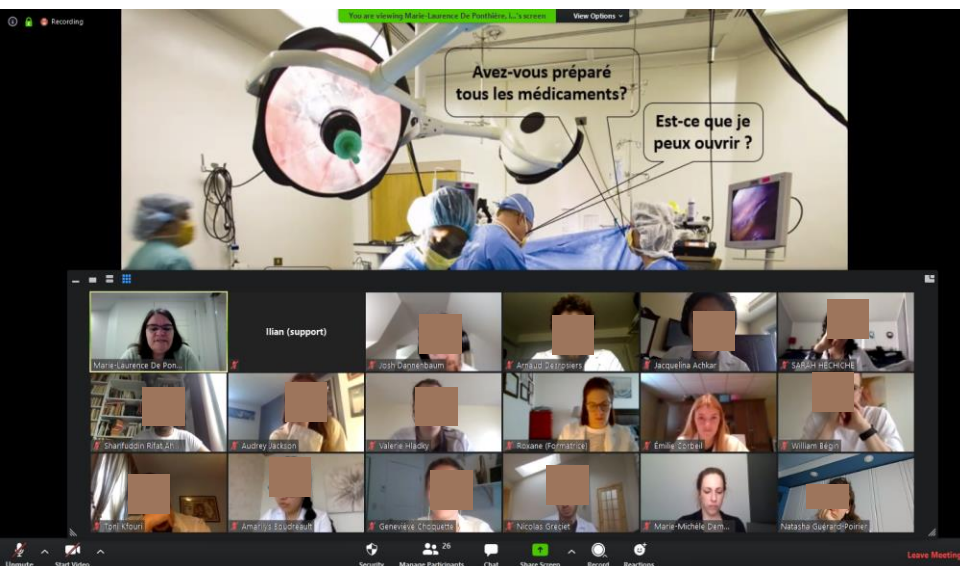 Recording
You are viewing Marie-Laurence De Ponthière, L...'s screen
View Options
Avez-vous préparé
tous les médicaments?
Est-ce que je
peux ouvrir ?
Marie-Laurence De Pon...
Ilian (support)
Josh Dannenbaum
Arnaud Desrosiers
Jacquelina Achkar
SARAH HECHICHE
Sharifuddin Rifat Ah
Audrey Jackson
Valerie Hladky
Roxane (Formatrice)
Émilie Corbeil
William Bégin
Tonj Kfouri
Amarilys Boudreault
Geneviève Choquette
Nicolas Greciet
Marie-Michèle Dem...
Natasha Guérard-Poirier
Unmute
Start Video
Security
Manage Participants
26
Chat
Share Screen
Record
Reactions
Leave Meeting